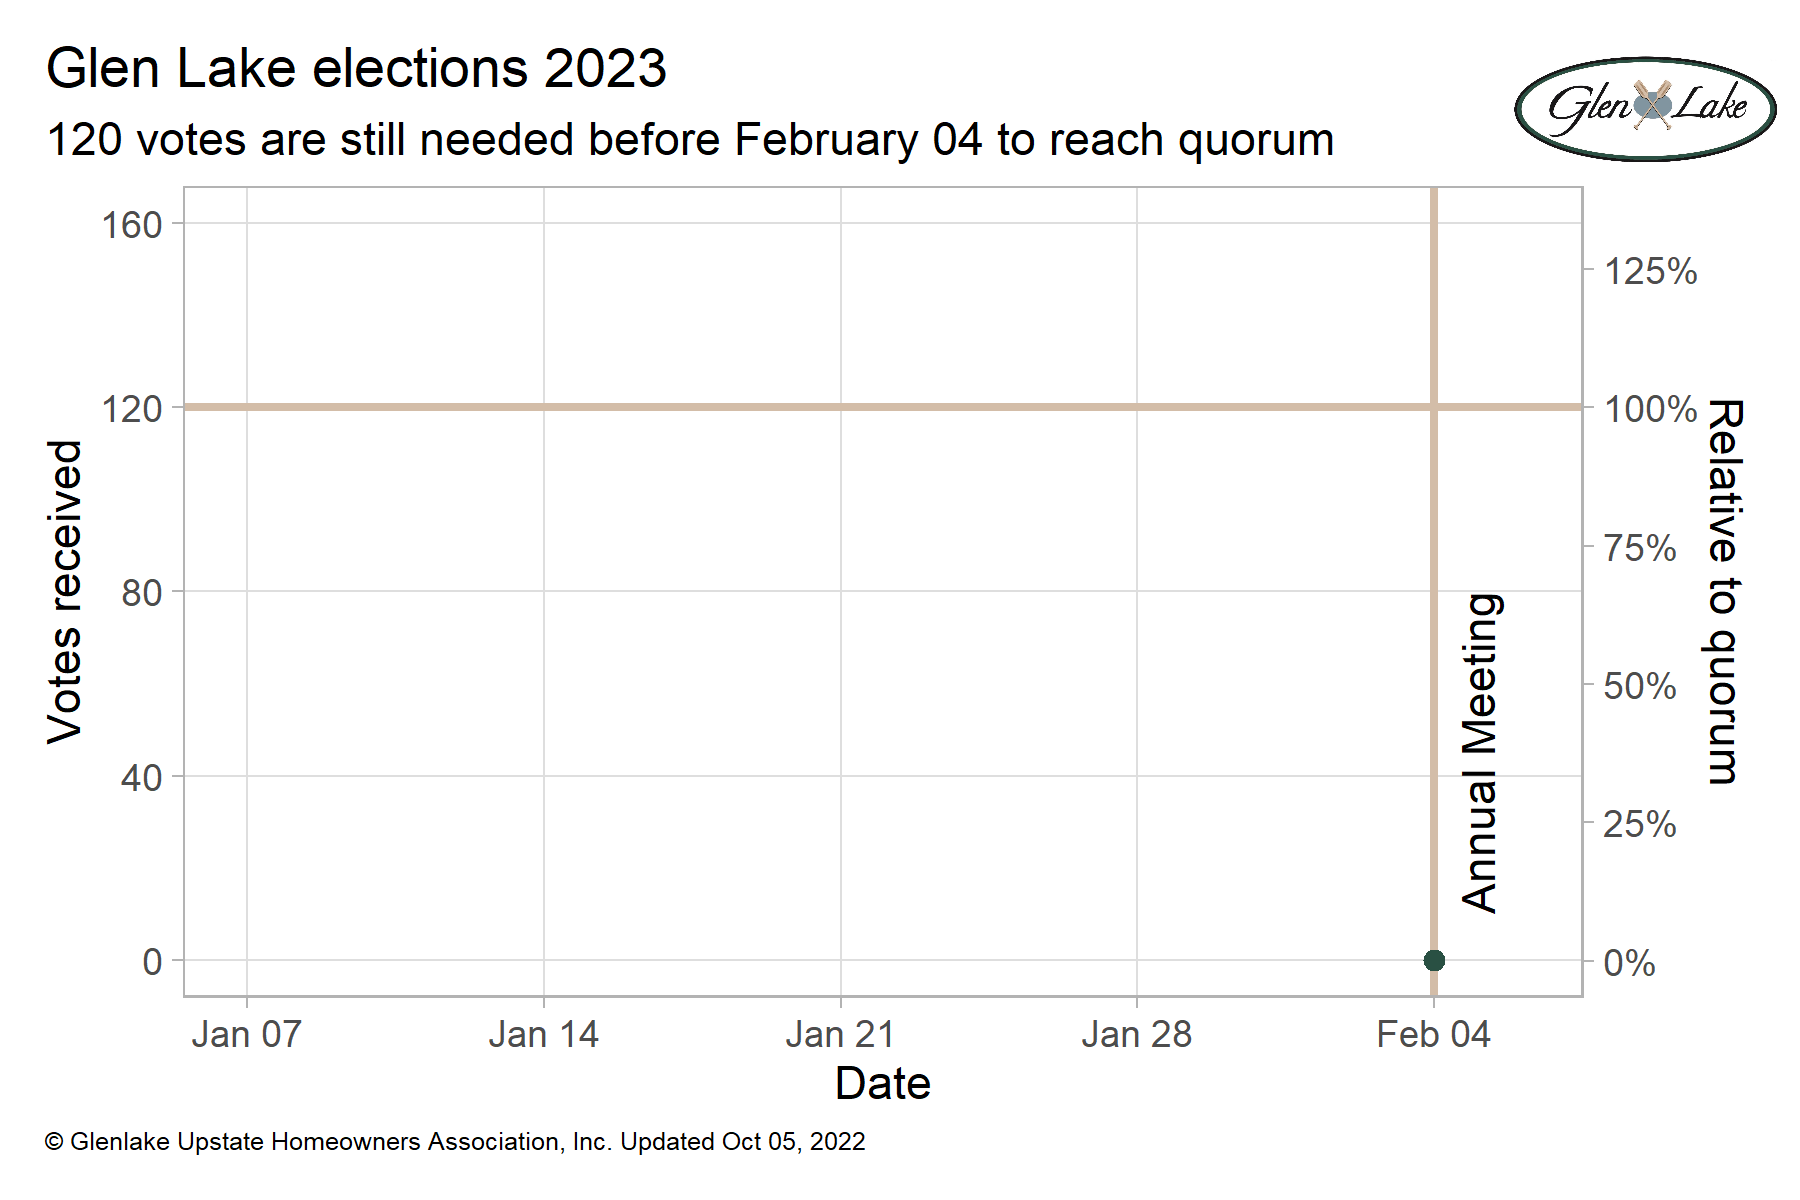 Glen Lake elections 2023
Glen Lake
120 votes are still needed before February 04 to reach quorum
160
120
80
40
0
Votes received
125%
100%
75%
50%
25%
0%
Relative to quorum
Annual Meeting
Jan 07 Jan 14 Jan 21 Jan 28 Feb 04
Date
© Glenlake Upstate Homeowners Association, Inc. Updated Oct 05, 2022